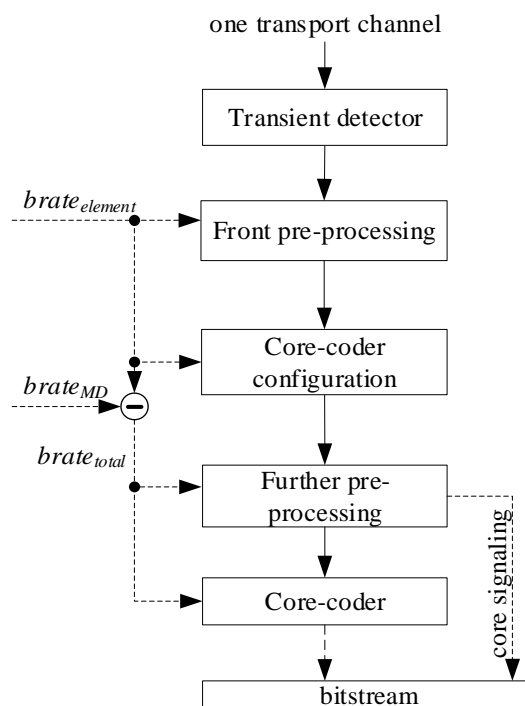 one transport channel
Transient detector
brate_element
Front pre-processing
Core-coder
configuration
brate_MD
brate_total
Further pre-
processing
core signaling
Core-coder
bitstream